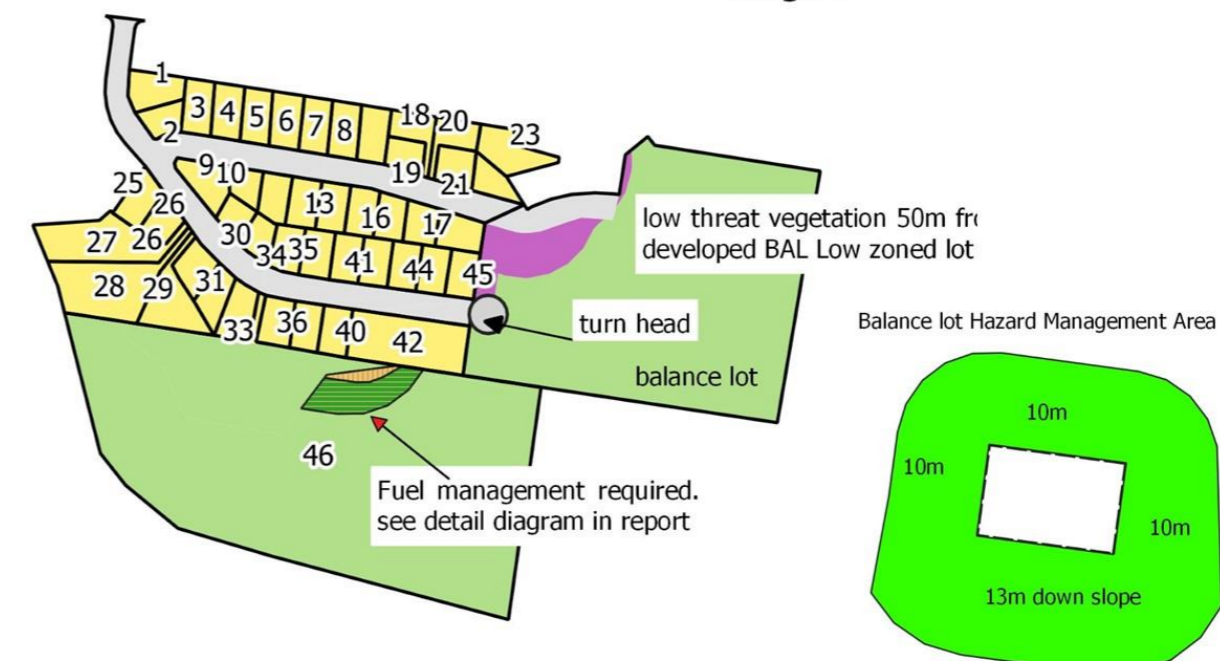 1
3 4 5 6 7 8
18 20
23
2
9 10
19
21
25
26
13
16
17
27
26
30
34 35
41
44
45
28
29
31
33
36
40
42
low threat vegetation 50m
developed BAL Low zoned lot
turn head
balance lot
46
Fuel management required.
see detail diagram in report
Balance lot Hazard Management Area
10m
10m
10m
13m down slope